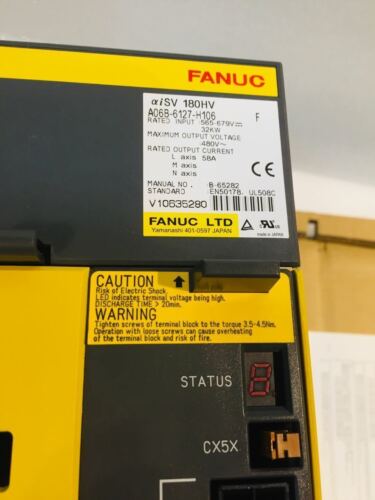 FANUC
αiSV 180HV
A06B-6127-H106 F
RATED INPUT :565-679V
32KW
MAXIMUM OUTPUT VOLTAGE
480V~
RATED OUTPUT CURRENT
L axis 58A
M axis
N axis
MANUAL NO. :B-65282
STANDARD :EN50178, UL508C
V10635290
CE
FANUC LTD
Yamanashi 401-0597 JAPAN
made in JAPAN
CAUTION
Risk of Electric Shock.
LED indicates terminal voltage being high.
DISCHARGE TIME > 20min.
WARNING
Tighten screws of terminal block to the torque 3.5-4.5Nm.
Operation with loose screws can cause overheating
of the terminal block and risk of fire.
STATUS
CX5X